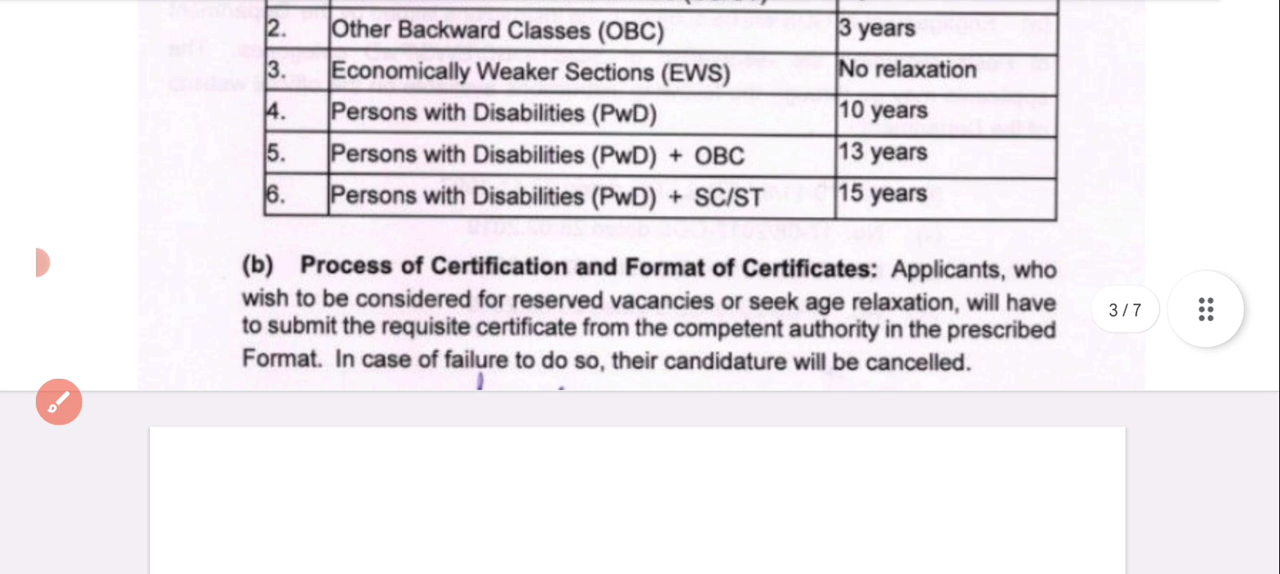 2. Other Backward Classes (OBC) 3 years
3. Economically Weaker Sections (EWS) No relaxation
4. Persons with Disabilities (PwD) 10 years
5. Persons with Disabilities (PwD) + OBC 13 years
6. Persons with Disabilities (PwD) + SC/ST 15 years
(b) Process of Certification and Format of Certificates: Applicants, who
wish to be considered for reserved vacancies or seek age relaxation, will have
to submit the requisite certificate from the competent authority in the prescribed
Format. In case of failure to do so, their candidature will be cancelled.
3 / 7